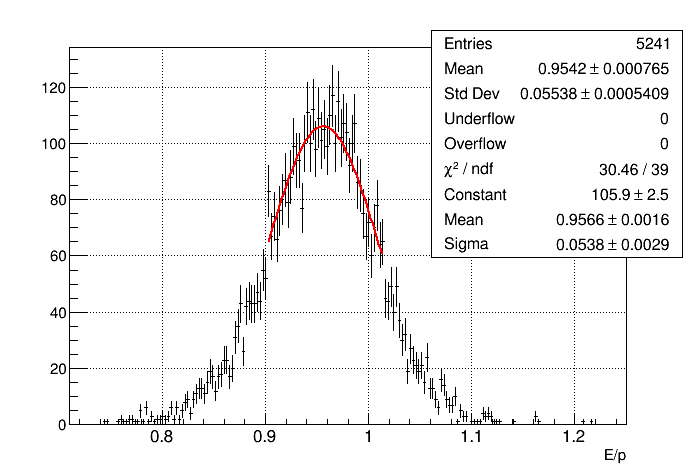 Entries 5241
Mean 0.9542 ± 0.000765
Std Dev 0.05538 ± 0.0005409
Underflow 0
Overflow 0
χ² / ndf 30.46 / 39
Constant 105.9 ± 2.5
Mean 0.9566 ± 0.0016
Sigma 0.0538 ± 0.0029
120
100
80
60
40
20
0
0.8 0.9 1 1.1 1.2
E/p